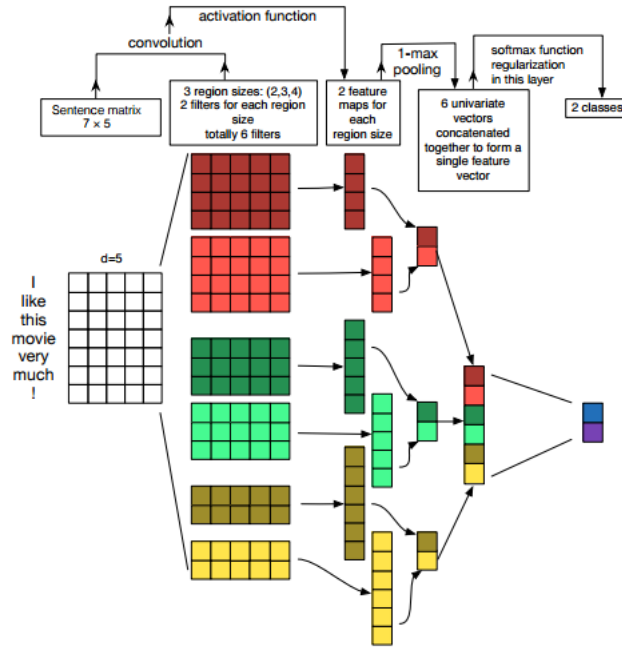 activation function
convolution
1-max
pooling
softmax function
regularization
in this layer
Sentence matrix
7 × 5
3 region sizes: (2,3,4)
2 filters for each region
size
totally 6 filters
2 feature
maps for
each
region size
6 univariate
vectors
concatenated
together to form a
single feature
vector
2 classes
d=5
I
like
this
movie
very
much
!